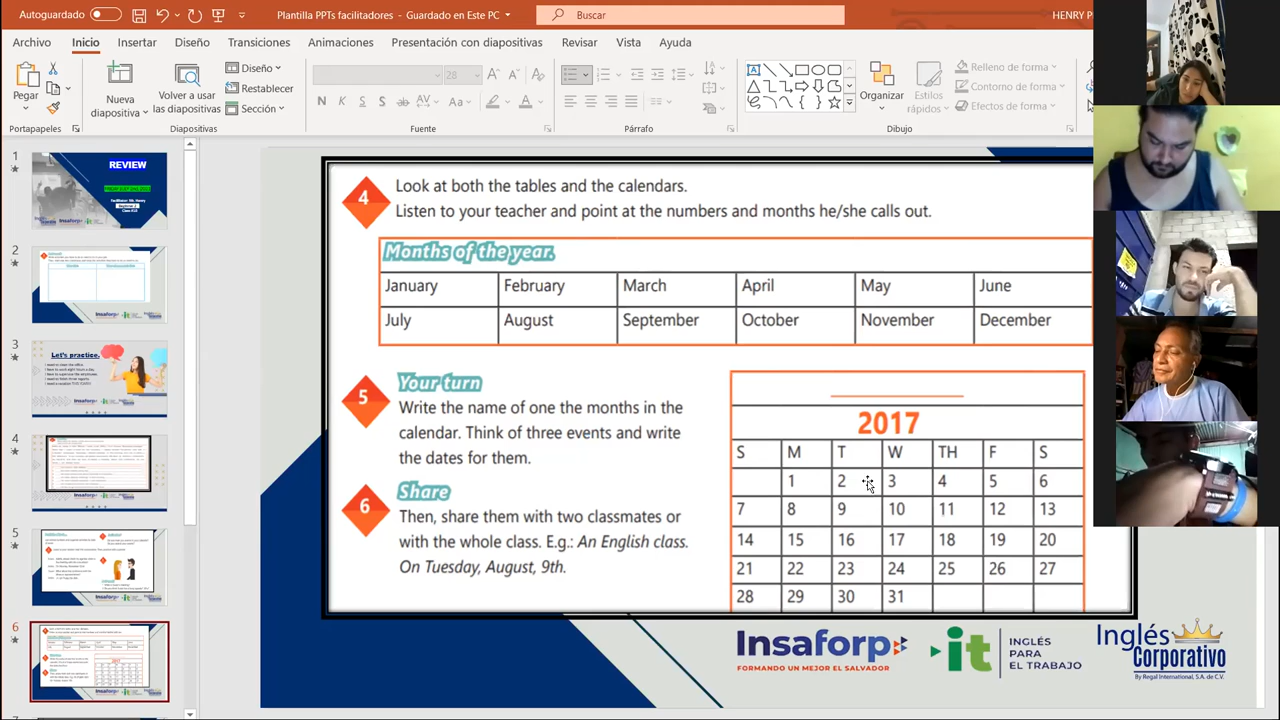 Autoguardado
Plantilla PPTs facilitadores - Guardado en Este PC
Buscar
HENRY P
Archivo
Inicio
Insertar
Diseño
Transiciones
Animaciones
Presentación con diapositivas
Revisar
Vista
Ayuda
Pegar
Nueva
diapositiva
Volver a usar
las diapositivas
Diseño
Restablecer
Sección
28
Organizar
Estilos
rápidos
Relleno de forma
Contorno de forma
Efectos de forma
Portapapeles
Diapositivas
Fuente
Párrafo
Dibujo
1
REVIEW
2
3
Let's practice.
4
5
6
4
Look at both the tables and the calendars.
Listen to your teacher and point at the numbers and months he/she calls out.
Months of the year.
January February March April May June
July August September October November December
5
Your turn
Write the name of one the months in the
calendar. Think of three events and write
the dates for them.
6
Share
Then, share them with two classmates or
with the whole class. E.g.: An English class.
On Tuesday, August, 9th.
2017
S M T W TH F S
1 2 3 4 5 6
7 8 9 10 11 12 13
14 15 16 17 18 19 20
21 22 23 24 25 26 27
28 29 30 31
Insaforp
FORMANDO UN MEJOR EL SALVADOR
it
INGLÉS
PARA
EL TRABAJO
Inglés
Corporativo
By Regal International, S.A. de C.V.